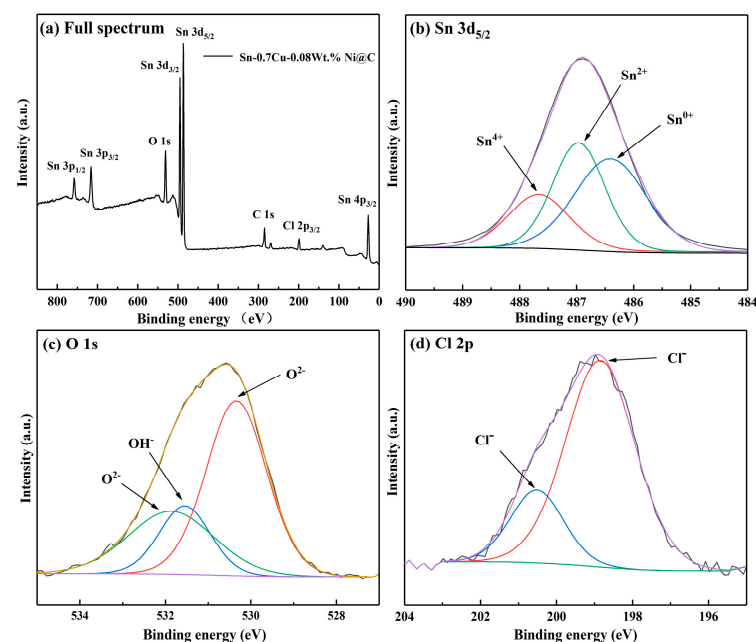 (a) Full spectrum
Sn 3d5/2
Sn-0.7Cu-0.08Wt.% Ni@C
Sn 3d3/2
O 1s
Sn 3p3/2
Sn 3p1/2
Sn 4p3/2
C 1s
Cl 2p3/2
Intensity (a.u.)
800 700 600 500 400 300 200 100 0
Binding energy (eV)
(b) Sn 3d5/2
Sn2+
Sn0+
Sn4+
Intensity (a.u.)
490 488 487 486 485 484
Binding energy (eV)
(c) O 1s
O2-
OH-
O2-
Intensity (a.u.)
534 532 530 528
Binding energy (eV)
(d) Cl 2p
Cl-
Cl-
Intensity (a.u.)
204 202 200 198 196
Binding energy (eV)